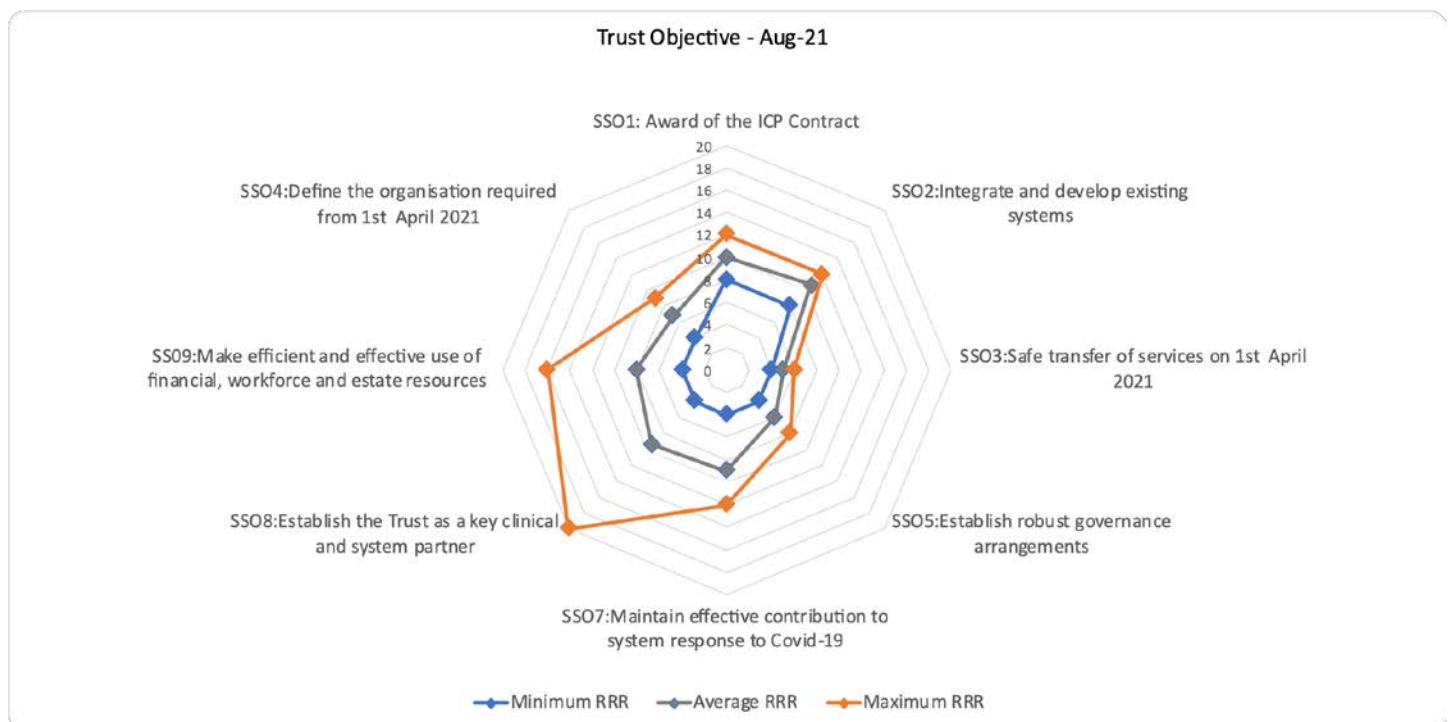 Trust Objective - Aug-21
SSO1: Award of the ICP Contract
20
18
16
14
12
10
8
6
4
2
0
SSO2:Integrate and develop existing
systems
SSO3:Safe transfer of services on 1st April
2021
SSO5:Establish robust governance
arrangements
SSO7:Maintain effective contribution to
system response to Covid-19
SSO8:Establish the Trust as a key clinical
and system partner
SS09:Make efficient and effective use of
financial, workforce and estate resources
SSO4:Define the organisation required
from 1st April 2021
Minimum RRR
Average RRR
Maximum RRR